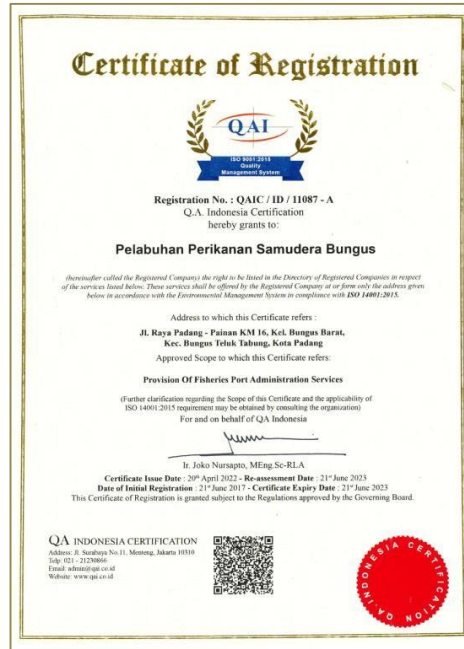 Certificate of Registration
QAI
ISO 9001:2015
Quality
Management System
Registration No. : QAIC / ID / 11087 - A
Q.A. Indonesia Certification
hereby grants to:
Pelabuhan Perikanan Samudera Bungus
(hereinafter called the Registered Company) the right to be listed in the Directory of Registered Companies in respect
of the services listed below. These services shall be offered by the Registered Company at or form only the address given
below in accordance with the Environmental Management System in compliance with ISO 14001:2015.
Address to which this Certificate refers :
Jl. Raya Padang - Painan KM 16, Kel. Bungus Barat,
Kec. Bungus Teluk Tabung, Kota Padang
Approved Scope to which this Certificate refers:
Provision Of Fisheries Port Administration Services
(Further clarification regarding the Scope of this Certificate and the applicability of
ISO 14001:2015 requirement may be obtained by consulting the organization)
For and on behalf of QA Indonesia
Ir. Joko Nursapto, MEng.Sc-RLA
Certificate Issue Date : 20th April 2022 - Re-assessment Date : 21st June 2023
Date of Initial Registration : 21st June 2017 - Certificate Expiry Date : 21st June 2023
This Certificate of Registration is granted subject to the Regulations approved by the Governing Board.
QA INDONESIA CERTIFICATION
Address: Jl. Surabaya No.11, Menteng, Jakarta 10310
Telp: 021 - 21230866
Email: admin@qai.co.id
Website: www.qai.co.id
QA-INDONESIA CERTIFICATION